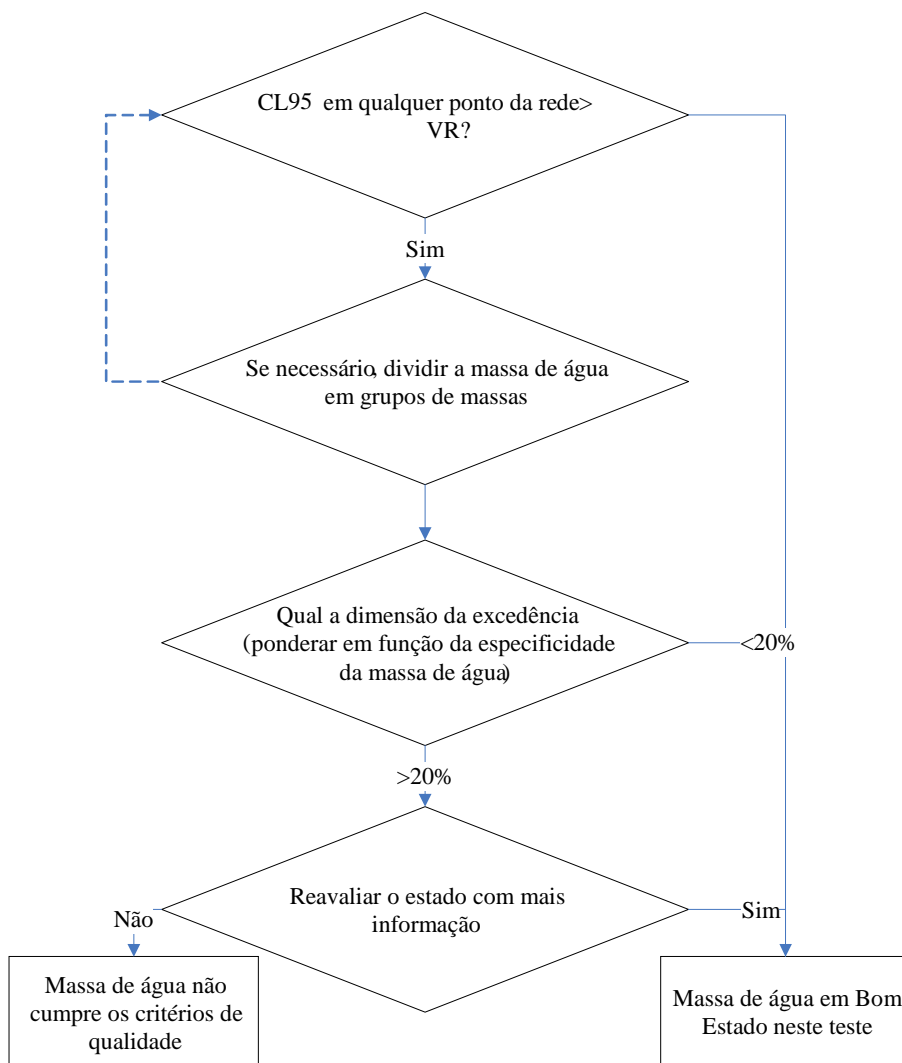 CL95 em qualquer ponto da rede>
VR?
Sim
Se necessário, dividir a massa de água
em grupos de massas
Qual a dimensão da excedência
(ponderar em função da especificidade
da massa de água)
<20%
>20%
Reavaliar o estado com mais
informação
Não
Sim
Massa de água não
cumpre os critérios de
qualidade
Massa de água em Bom
Estado neste teste